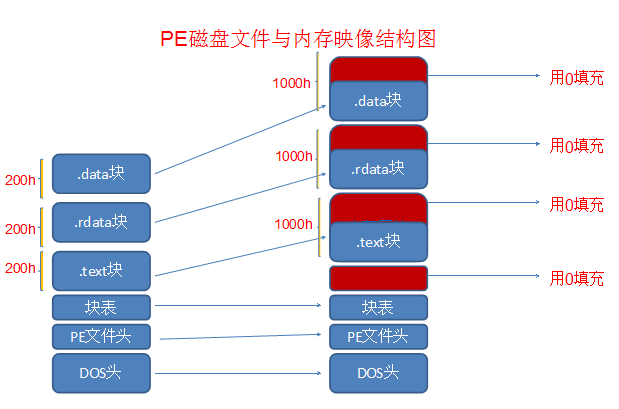 PE磁盘文件与内存映像结构图
1000h
.data块
用0填充
1000h
.rdata块
用0填充
1000h
.text块
用0填充
用0填充
200h
.data块
200h
.rdata块
200h
.text块
块表
块表
PE文件头
PE文件头
DOS头
DOS头